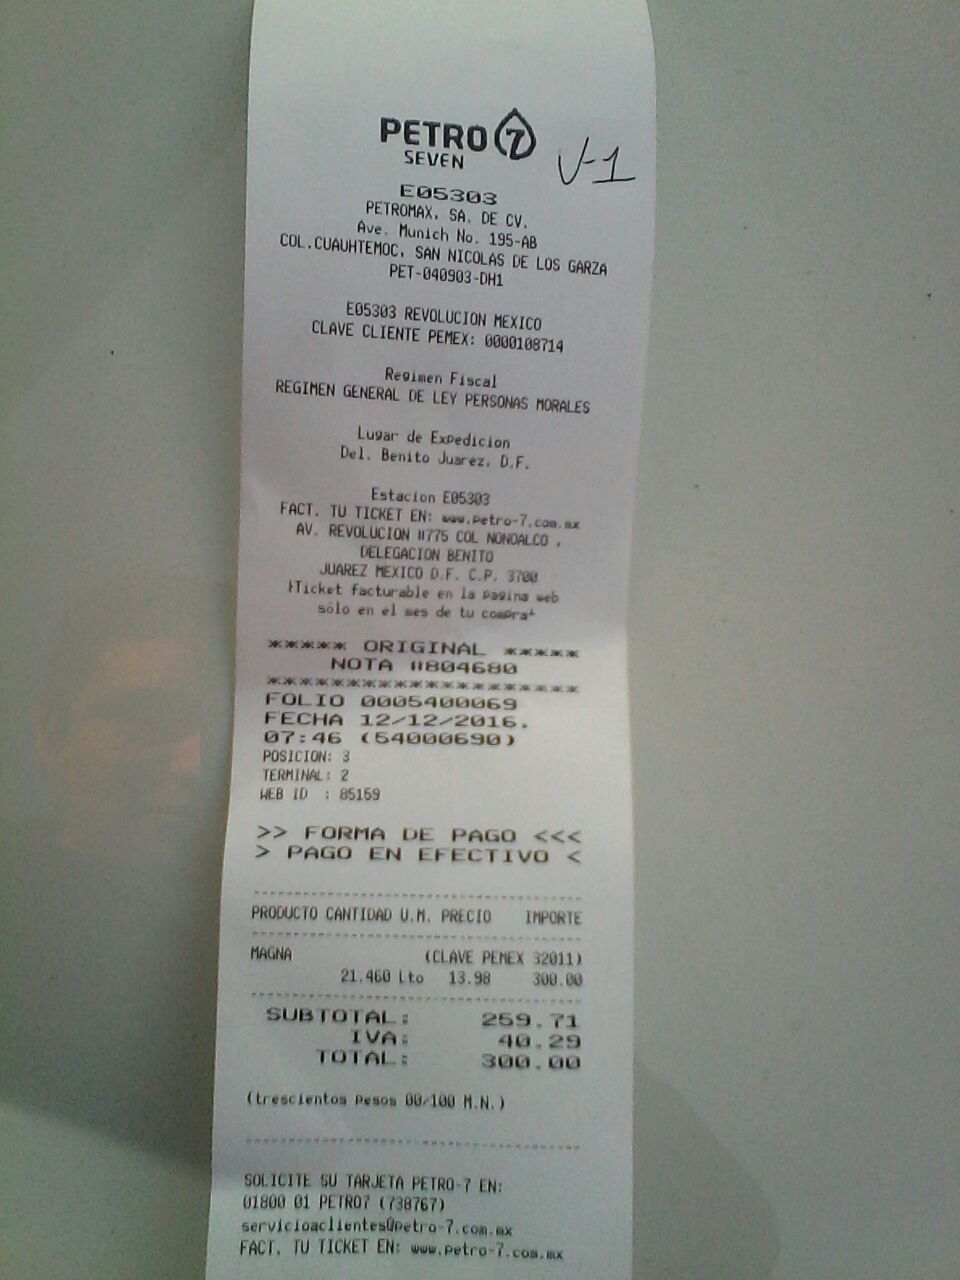 PETRO 7
SEVEN
V-1
E05303
PETROMAX, SA. DE CV.
Ave. Munich No. 195-AB
COL.CUAUHTEMOC, SAN NICOLAS DE LOS GARZA
PET-040903-DH1
E05303 REVOLUCION MEXICO
CLAVE CLIENTE PEMEX: 0000108714
Regimen Fiscal
REGIMEN GENERAL DE LEY PERSONAS MORALES
Lugar de Expedicion
Del. Benito Juarez, D.F.
Estacion E05303
FACT. TU TICKET EN: www.petro-7.com.mx
AV. REVOLUCION #775 COL NONOALCO ,
DELEGACION BENITO
JUAREZ MEXICO D.F. C.P. 3700
*Ticket facturable en la pagina web
sólo en el mes de tu compra*
***** ORIGINAL *****
NOTA #804680
********************
FOLIO 0005400069
FECHA 12/12/2016.
07:46 (54000690)
POSICION: 3
TERMINAL: 2
WEB ID : 85159
>> FORMA DE PAGO <<<
> PAGO EN EFECTIVO <
PRODUCTO CANTIDAD U.M. PRECIO IMPORTE
MAGNA (CLAVE PEMEX 32011)
21.460 Lto 13.98 300.00
SUBTOTAL: 259.71
IVA: 40.29
TOTAL: 300.00
(trescientos pesos 00/100 M.N.)
SOLICITE SU TARJETA PETRO-7 EN:
01800 01 PETRO7 (738767)
servicioaclientes@petro-7.com.mx
FACT. TU TICKET EN: www.petro-7.com.mx